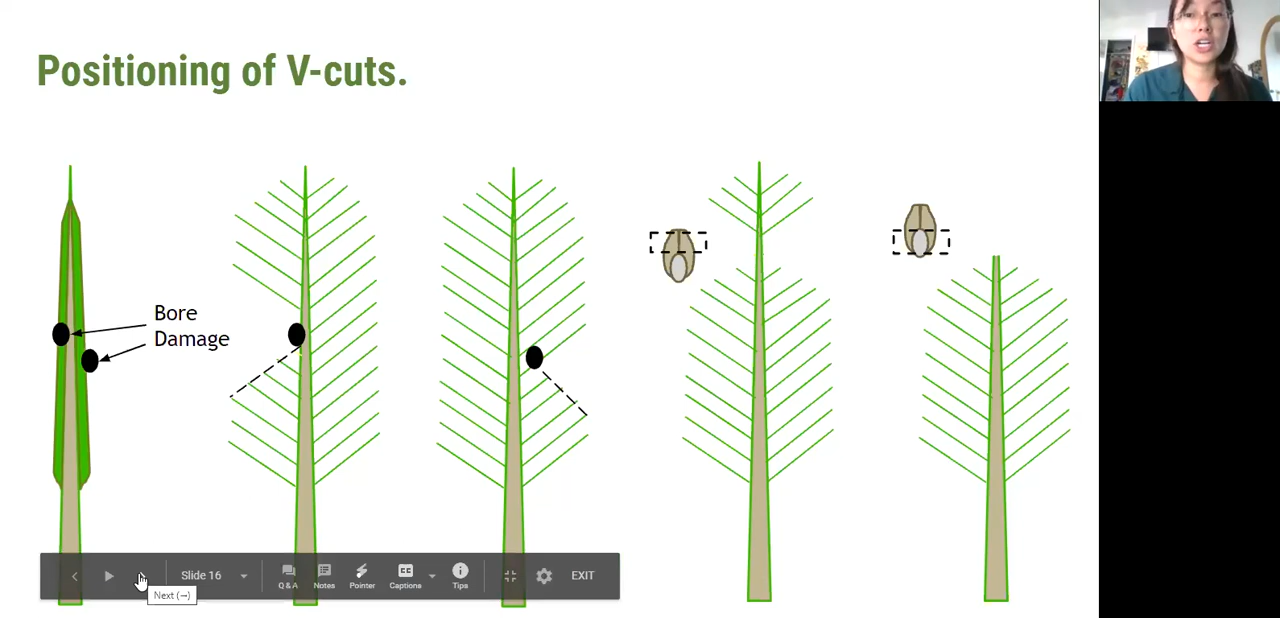 Positioning of V-cuts.
Bore
Damage
Slide 16
Q & A
Notes
Pointer
Captions
Tips
EXIT
Next (→)